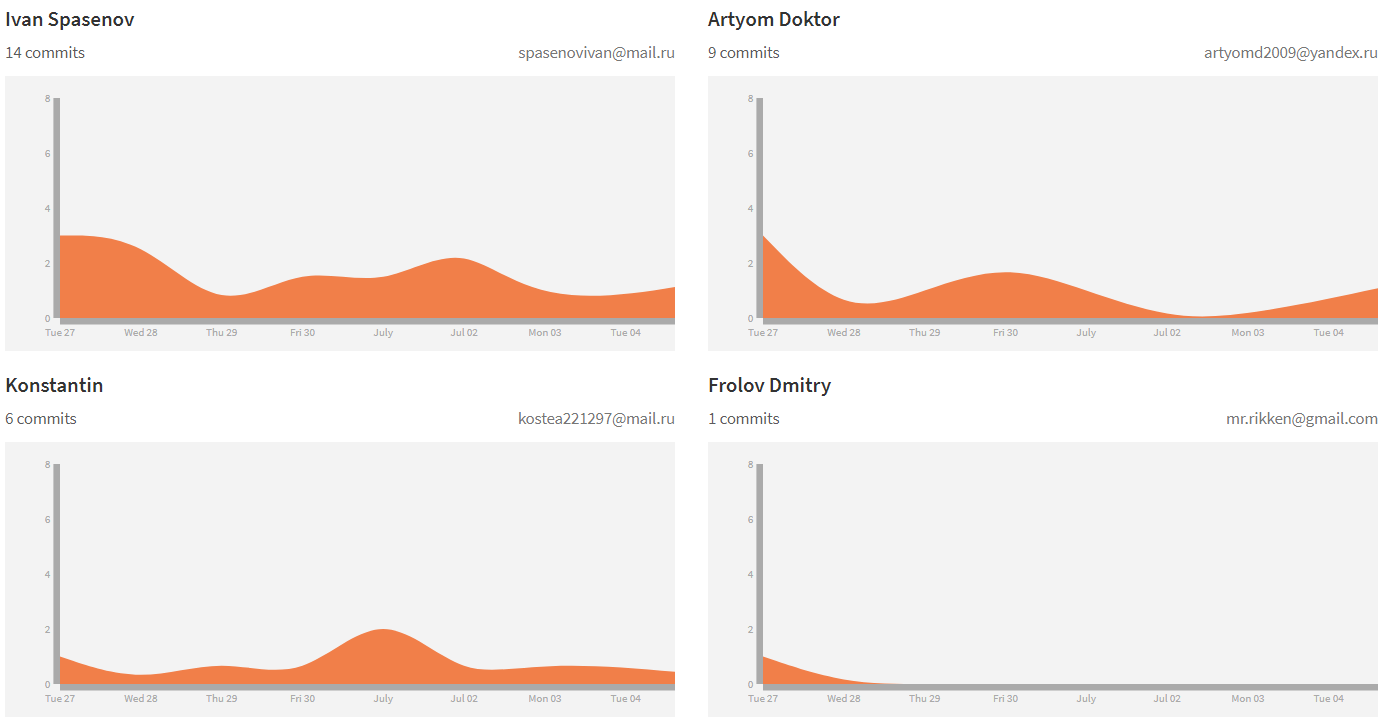 Ivan Spasenov
14 commits spasenovivan@mail.ru
8
6
4
2
0
Tue 27 Wed 28 Thu 29 Fri 30 July Jul 02 Mon 03 Tue 04
Artyom Doktor
9 commits artyomd2009@yandex.ru
8
6
4
2
0
Tue 27 Wed 28 Thu 29 Fri 30 July Jul 02 Mon 03 Tue 04
Konstantin
6 commits kostea221297@mail.ru
8
6
4
2
0
Tue 27 Wed 28 Thu 29 Fri 30 July Jul 02 Mon 03 Tue 04
Frolov Dmitry
1 commits mr.rikken@gmail.com
8
6
4
2
0
Tue 27 Wed 28 Thu 29 Fri 30 July Jul 02 Mon 03 Tue 04